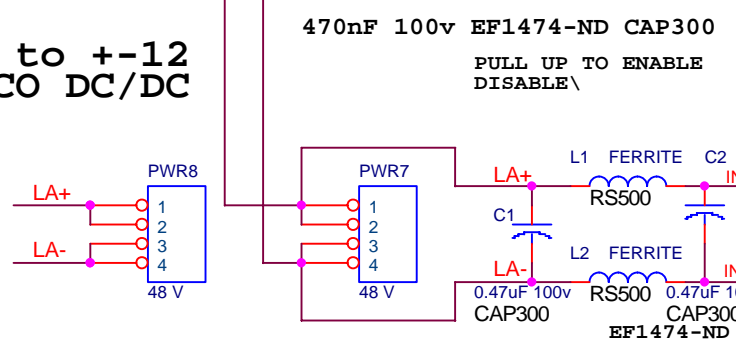 470nF 100v EF1474-ND CAP300
to +-12
CO DC/DC
PULL UP TO ENABLE
DISABLE\
PWR8
LA+
1
2
3
4
LA-
48 V
PWR7
1
2
3
4
48 V
LA+
L1 FERRITE
C2
RS500
C1
L2 FERRITE
LA-
0.47uF 100v
CAP300
RS500
0.47uF
CAP300
EF1474-ND